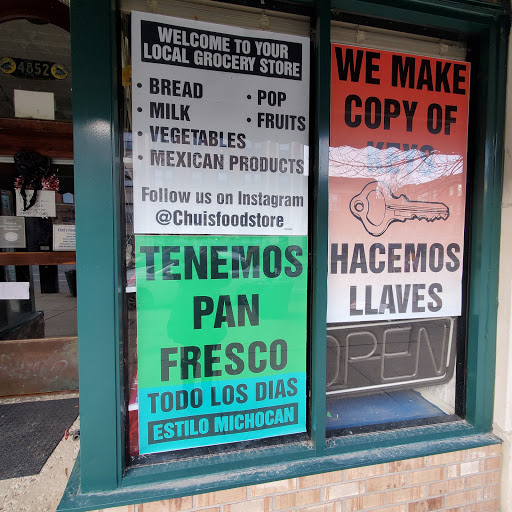 4852
WELCOME TO YOUR
LOCAL GROCERY STORE
• BREAD
• MILK
• VEGETABLES
• MEXICAN PRODUCTS
• POP
• FRUITS
Follow us on Instagram
@Chuisfoodstore_
TENEMOS
PAN
FRESCO
TODO LOS DIAS
ESTILO MICHOCAN
WE MAKE
COPY OF
KEYS
HACEMOS
LLAVES
OPEN